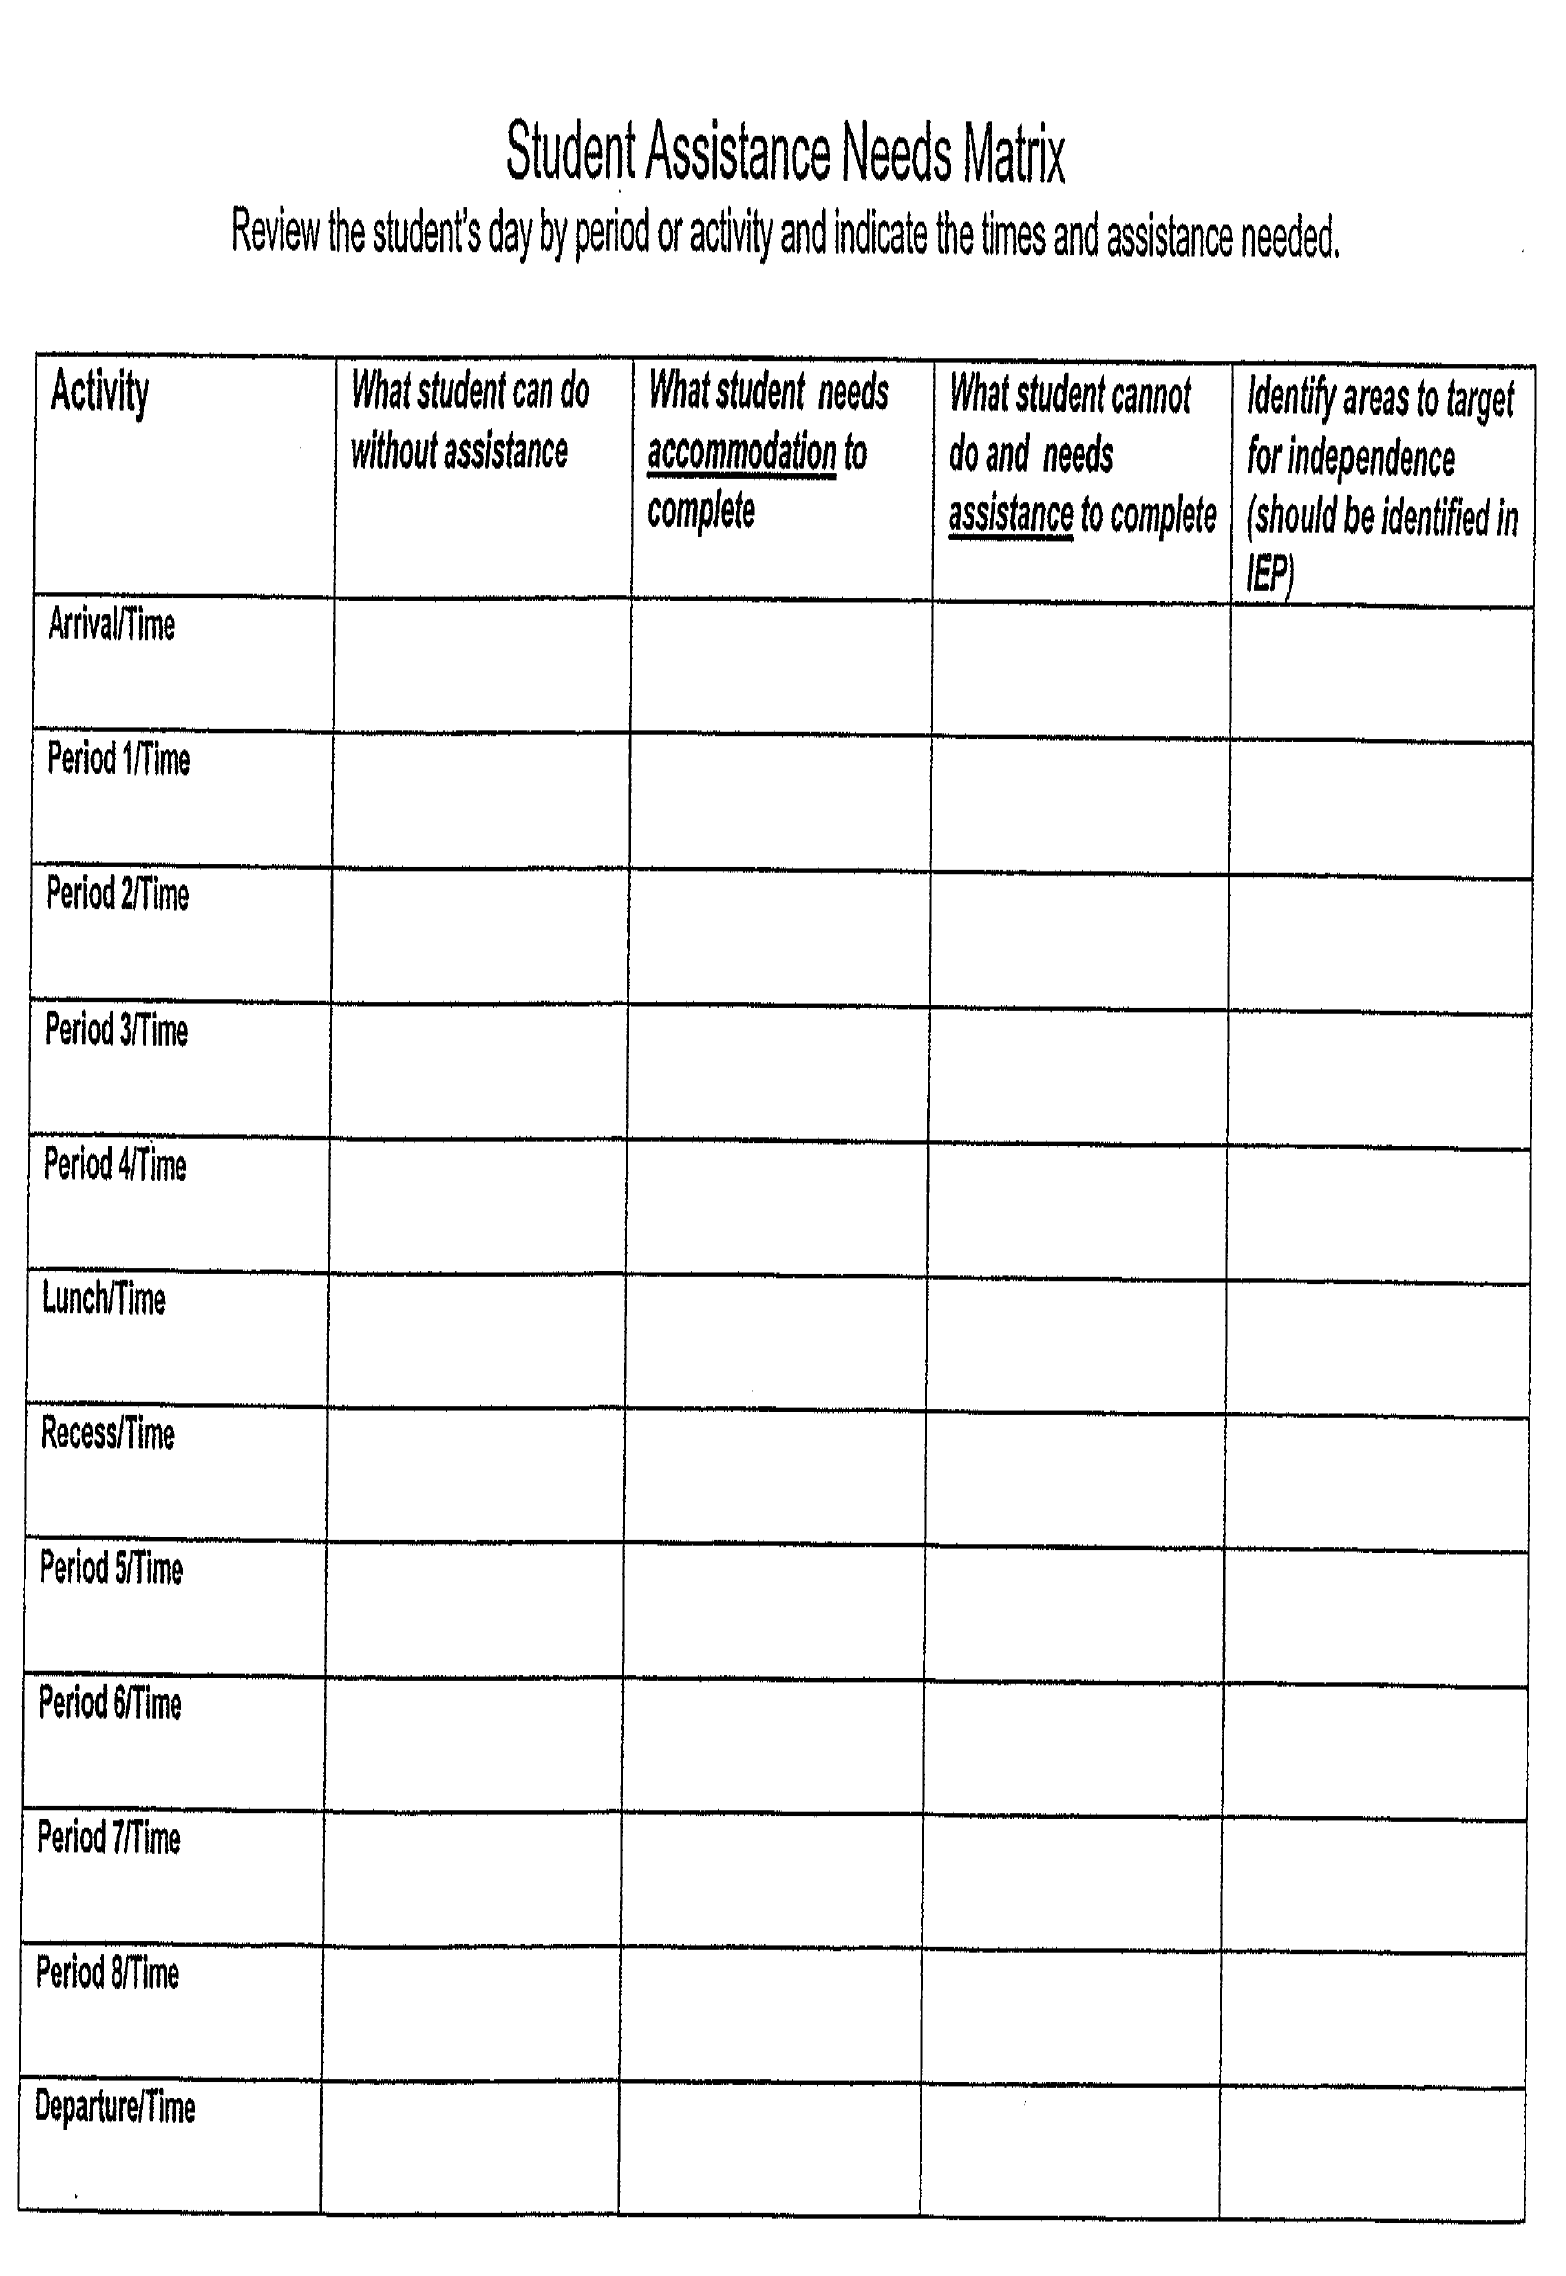 Student Assistance Needs Matrix
Review the student's day by period or activity and indicate the times and assistance needed.
Activity
What student can do
without assistance
What student needs
accommodation to
complete
What student cannot
do and needs
assistance to complete
Identify areas to target
for independence
(should be identified in
IEP)
Arrival/Time
Period 1/Time
Period 2/Time
Period 3/Time
Period 4/Time
Lunch/Time
Recess/Time
Period 5/Time
Period 6/Time
Period 7/Time
Period 8/Time
Departure/Time